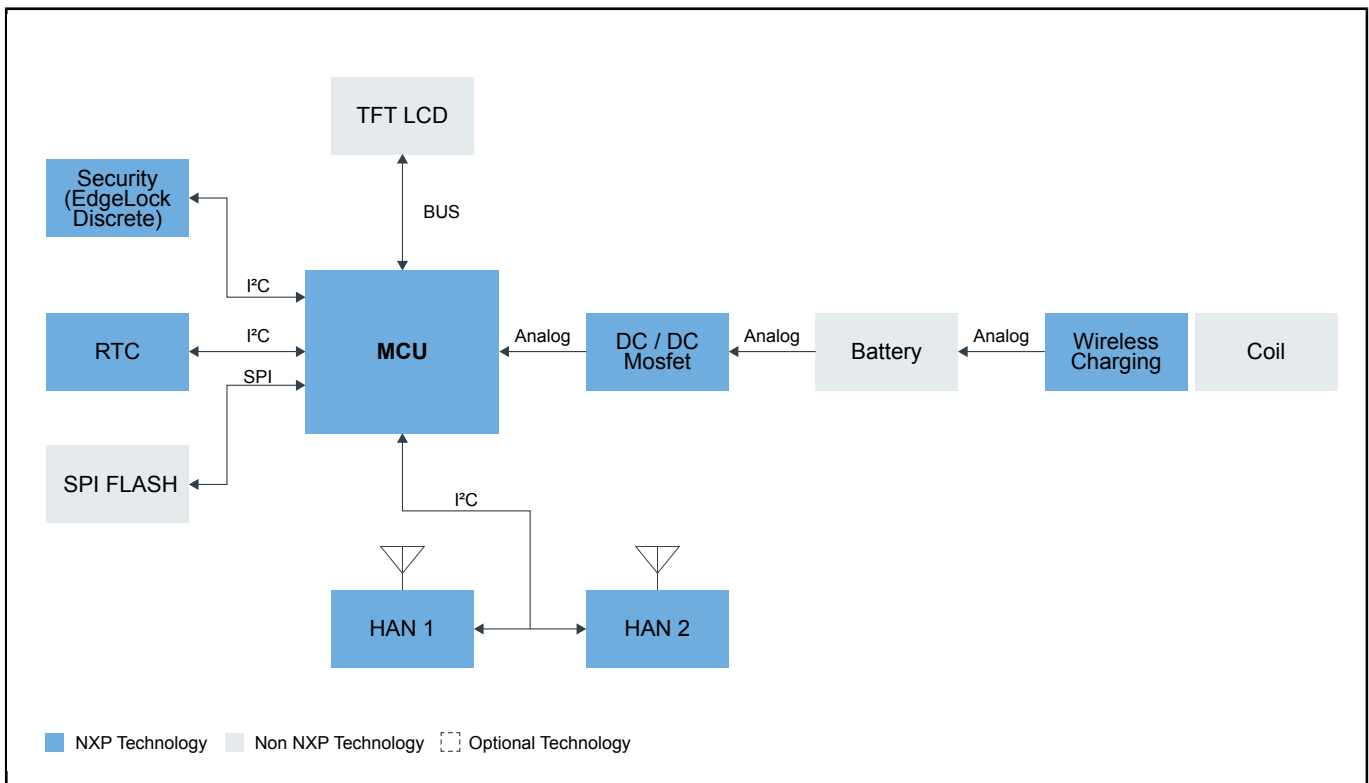 TFT LCD
Security
(EdgeLock
Discrete)
BUS
I²C
RTC
I²C
MCU
Analog
DC / DC
Mosfet
Analog
Battery
Analog
Wireless
Charging
Coil
SPI
SPI FLASH
I²C
HAN 1
HAN 2
NXP Technology
Non NXP Technology
Optional Technology